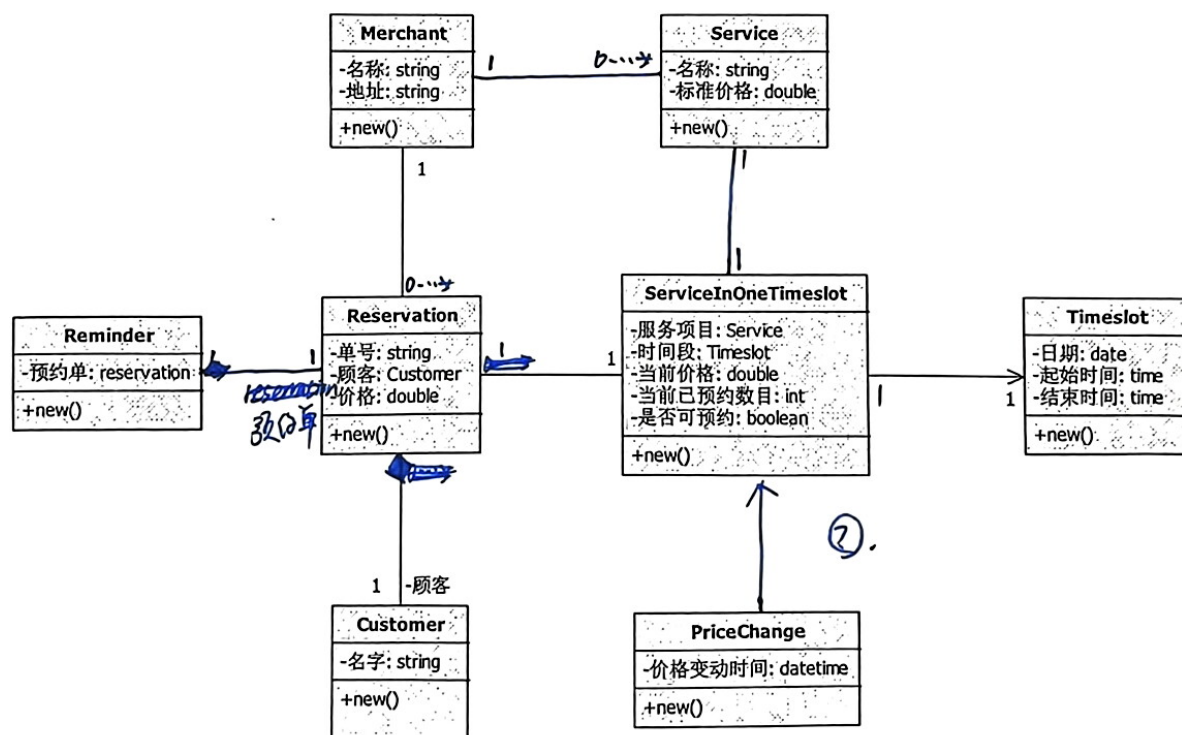 Merchant
-名称: string
-地址: string
+new()
1
0...*
Service
-名称: string
-标准价格: double
+new()
1
1
1
0...*
Reminder
-预约单: reservation
+new()
1
1
reservation
预约单
Reservation
-单号: string
-顾客: Customer
-价格: double
+new()
1
1
ServiceInOneTimeslot
-服务项目: Service
-时间段: Timeslot
-当前价格: double
-当前已预约数目: int
-是否可预约: boolean
+new()
1
1
Timeslot
-日期: date
-起始时间: time
-结束时间: time
+new()
②.
1
-顾客
Customer
-名字: string
+new()
PriceChange
-价格变动时间: datetime
+new()